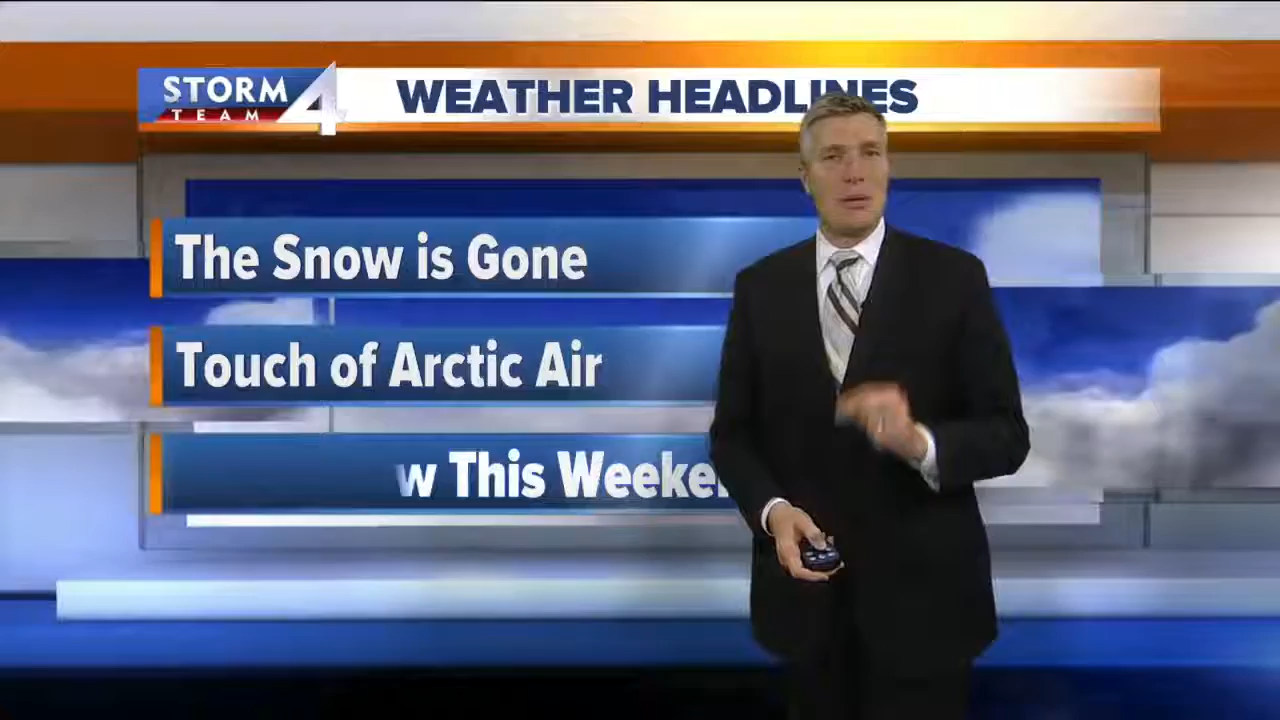 STORM
TEAM
4
WEATHER HEADLINES
The Snow is Gone
Touch of Arctic Air
w This Weeke